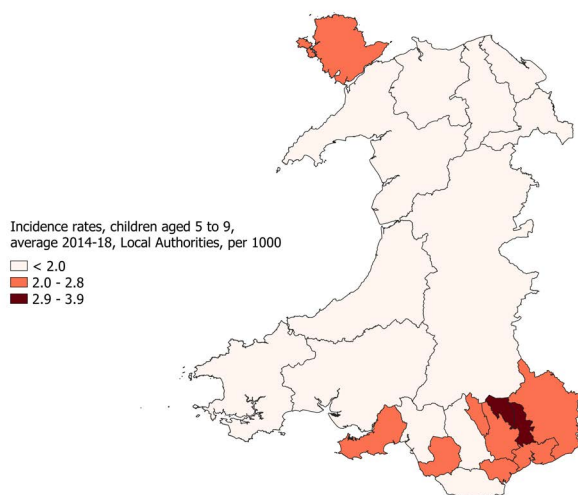 Incidence rates, children aged 5 to 9,
average 2014-18, Local Authorities, per 1000
< 2.0
2.0 - 2.8
2.9 - 3.9